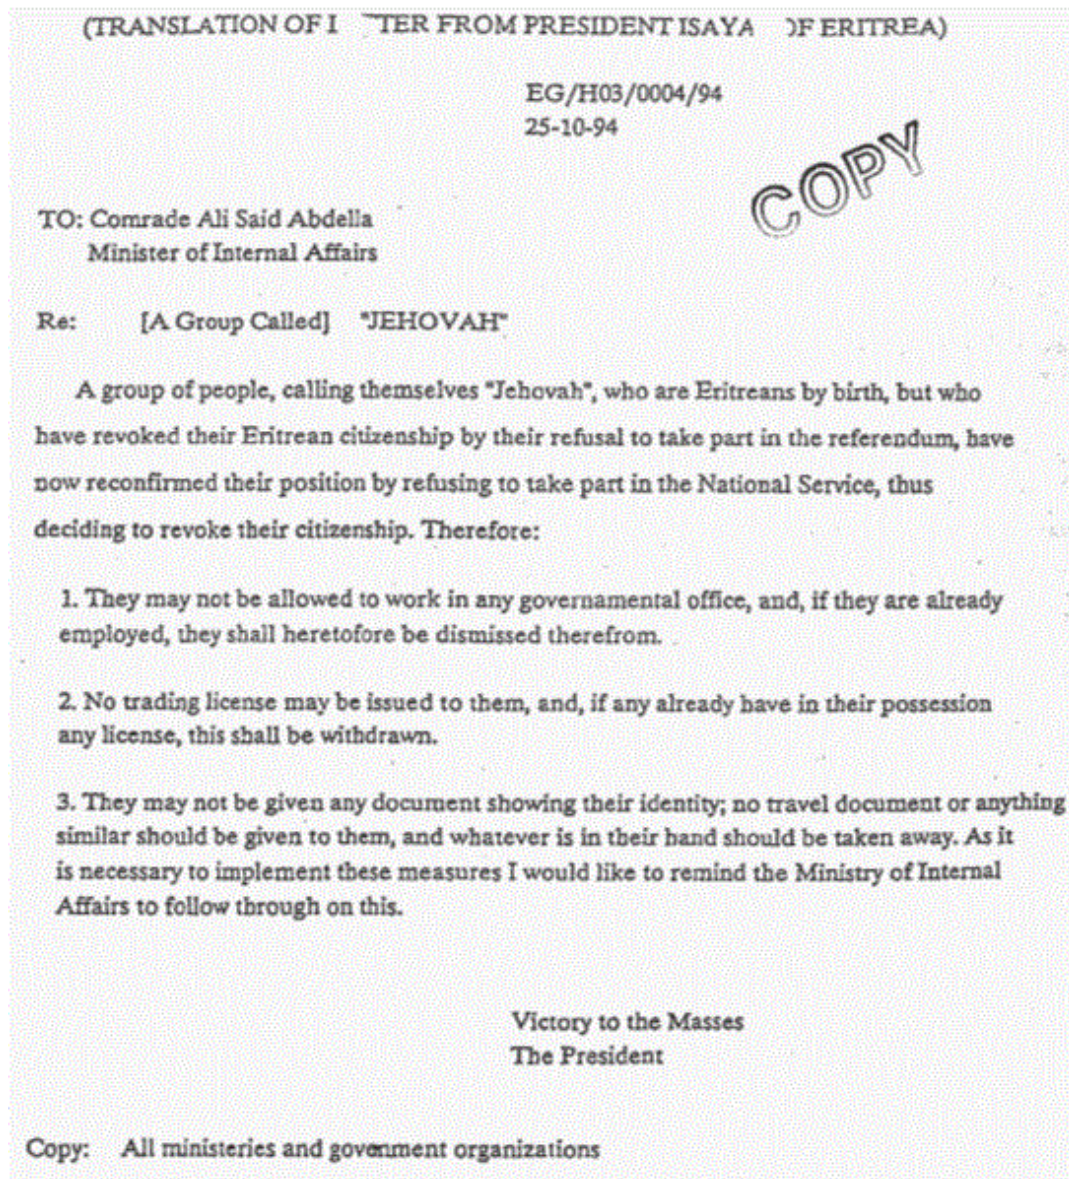 (TRANSLATION OF TER FROM PRESIDENT ISAYA OF ERITREA)
EG/H03/0004/94
25-10-94
COPY
TO: Comrade Ali Said Abdella
Minister of Internal Affairs
Re: [A Group Called] "JEHOVAH"
A group of people, calling themselves "Jehovah", who are Eritreans by birth, but who
have revoked their Eritrean citizenship by their refusal to take part in the referendum, have
now reconfirmed their position by refusing to take part in the National Service, thus
deciding to revoke their citizenship. Therefore:
1. They may not be allowed to work in any governamental office, and, if they are already
employed, they shall heretofore be dismissed therefrom.
2. No trading license may be issued to them, and, if any already have in their possession
any license, this shall be withdrawn.
3. They may not be given any document showing their identity; no travel document or anything
similar should be given to them, and whatever is in their hand should be taken away. As it
is necessary to implement these measures I would like to remind the Ministry of Internal
Affairs to follow through on this.
Victory to the Masses
The President
Copy: All ministeries and govenment organizations